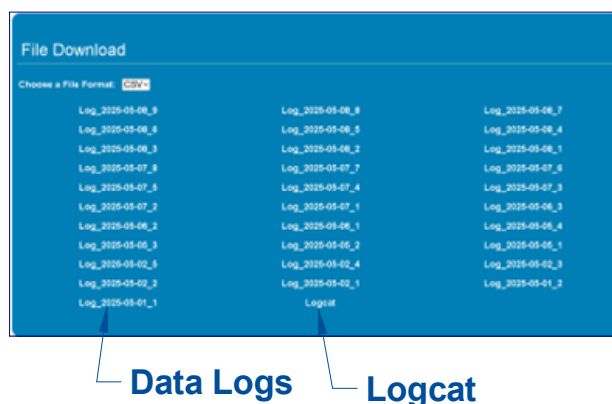 File Download
Choose a File Format: CSV
Log_2025-05-08_9 Log_2025-05-08_8 Log_2025-05-08_7
Log_2025-05-08_6 Log_2025-05-08_5 Log_2025-05-08_4
Log_2025-05-08_3 Log_2025-05-08_2 Log_2025-05-08_1
Log_2025-05-07_8 Log_2025-05-07_7 Log_2025-05-07_6
Log_2025-05-07_5 Log_2025-05-07_4 Log_2025-05-07_3
Log_2025-05-07_2 Log_2025-05-07_1 Log_2025-05-06_3
Log_2025-05-06_2 Log_2025-05-06_1 Log_2025-05-05_4
Log_2025-05-05_3 Log_2025-05-05_2 Log_2025-05-05_1
Log_2025-05-02_5 Log_2025-05-02_4 Log_2025-05-02_3
Log_2025-05-02_2 Log_2025-05-02_1 Log_2025-05-01_2
Log_2025-05-01_1 Logcat
Data Logs Logcat